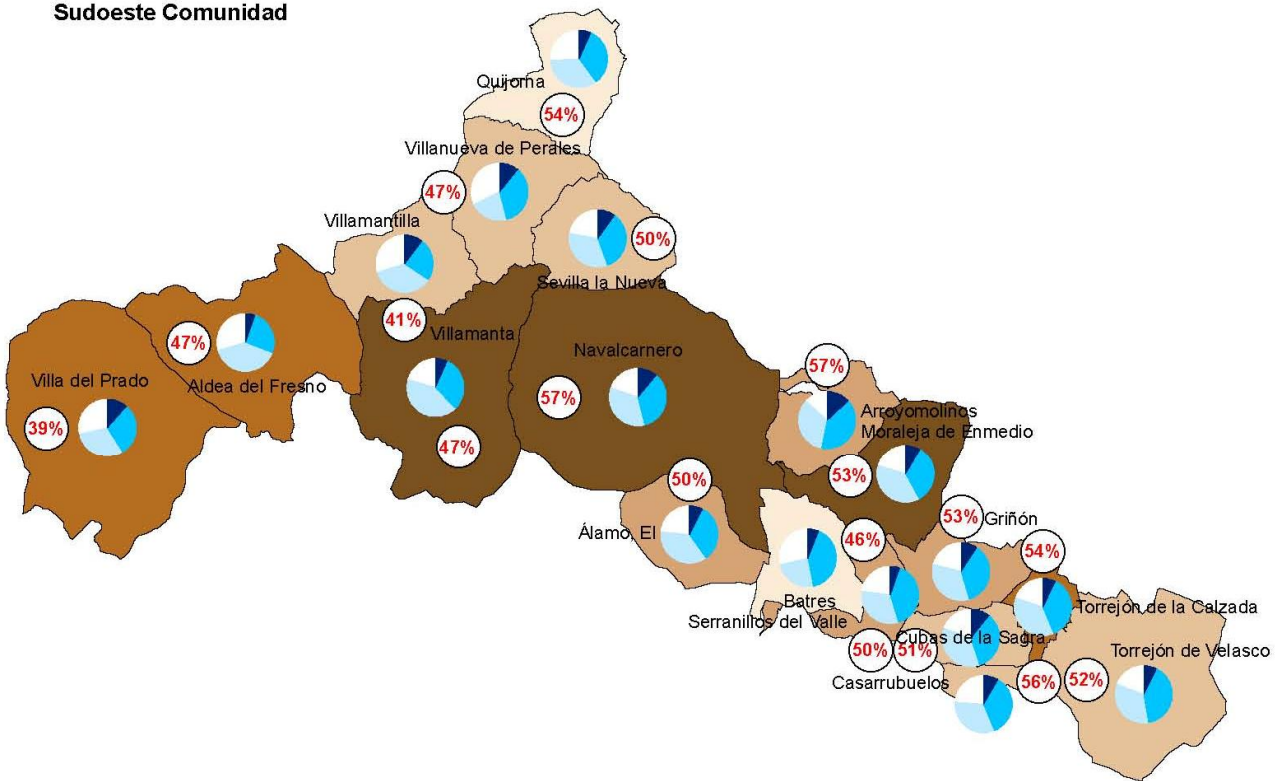 Sudoeste Comunidad
Quijorna
54%
Villanueva de Perales
47%
Villamantilla
50%
Sevilla la Nueva
41%
Villamanta
47%
Aldea del Fresno
Villa del Prado
39%
Navalcarnero
57%
47%
57%
Arroyomolinos
Moraleja de Enmedio
53%
50%
Álamo, El
53%
Griñón
46%
54%
Batres
Serranillos del Valle
Torrejón de la Calzada
Cubas de la Sagra
50%
51%
Torrejón de Velasco
Casarrubuelos
56%
52%